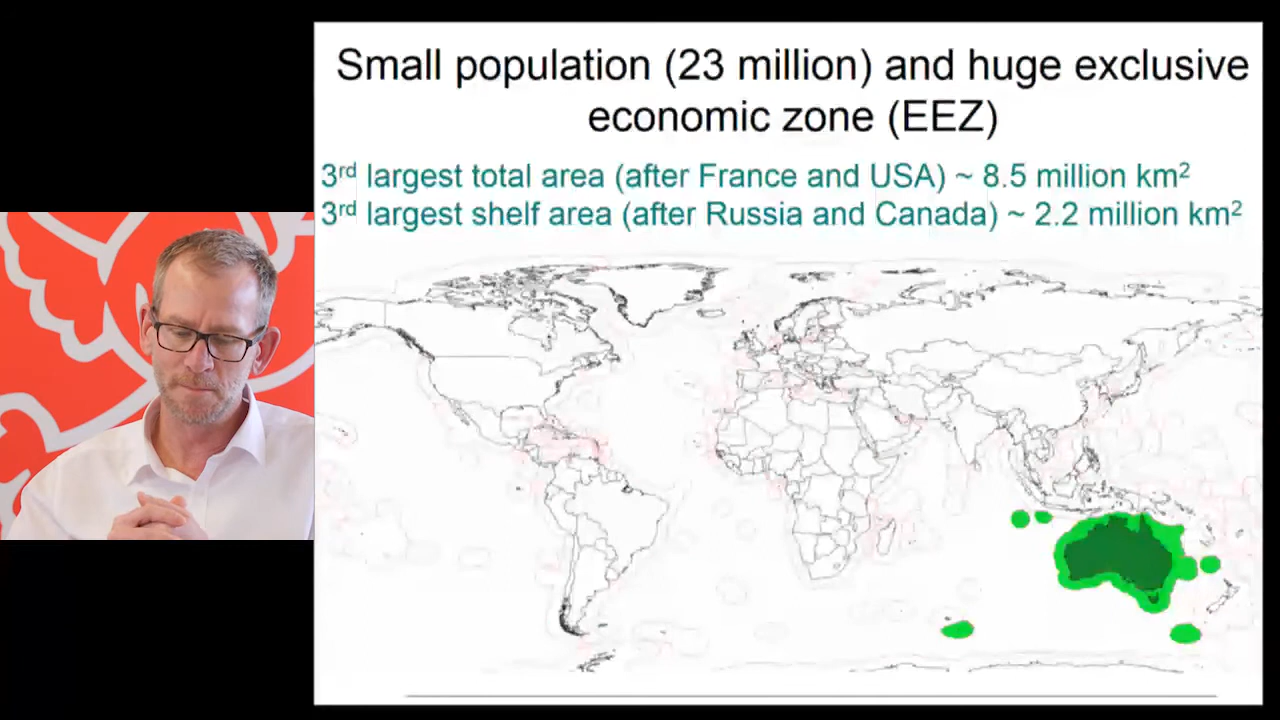 Small population (23 million) and huge exclusive
economic zone (EEZ)
3rd largest total area (after France and USA) ~ 8.5 million km²
3rd largest shelf area (after Russia and Canada) ~ 2.2 million km²